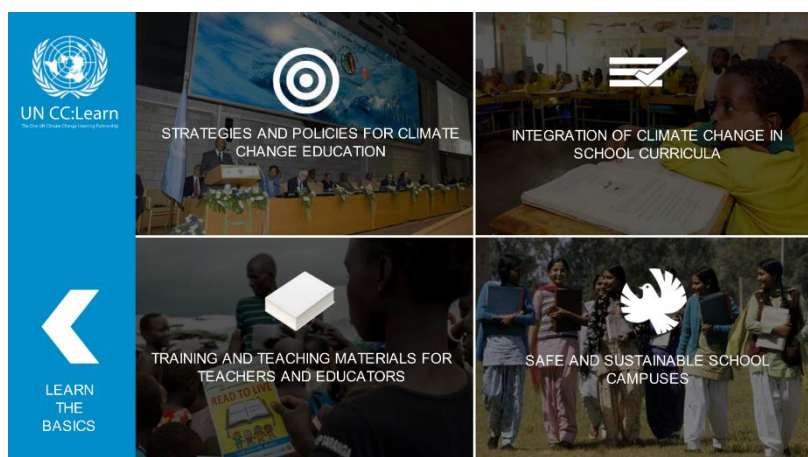 UN CC:Learn
The One UN Climate Change Learning Partnership
STRATEGIES AND POLICIES FOR CLIMATE
CHANGE EDUCATION
INTEGRATION OF CLIMATE CHANGE IN
SCHOOL CURRICULA
TRAINING AND TEACHING MATERIALS FOR
TEACHERS AND EDUCATORS
READ TO LIVE
SAFE AND SUSTAINABLE SCHOOL
CAMPUSES
LEARN
THE
BASICS